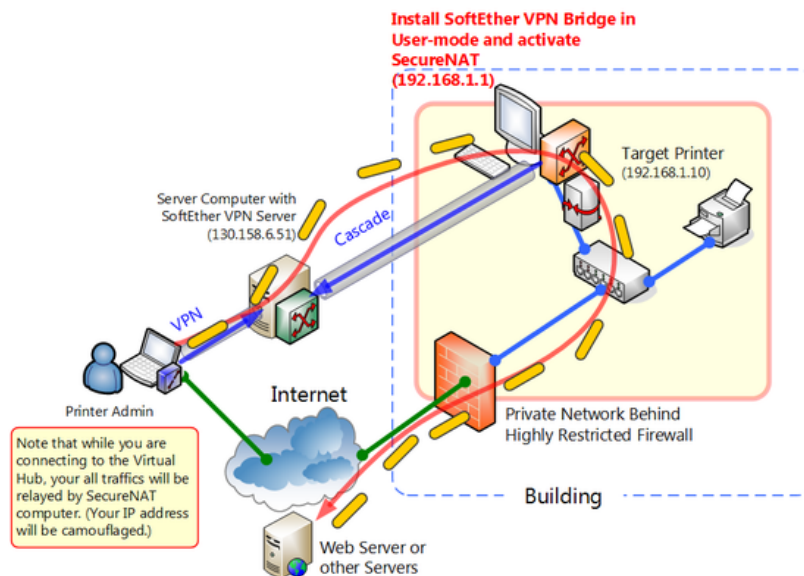 Install SoftEther VPN Bridge in
User-mode and activate
SecureNAT
(192.168.1.1)
Target Printer
(192.168.1.10)
Server Computer with
SoftEther VPN Server
(130.158.6.51)
Cascade
VPN
Printer Admin
Internet
Private Network Behind
Highly Restricted Firewall
Building
Note that while you are
connecting to the Virtual
Hub, your all traffics will be
relayed by SecureNAT
computer. (Your IP address
will be camouflaged.)
Web Server or
other Servers